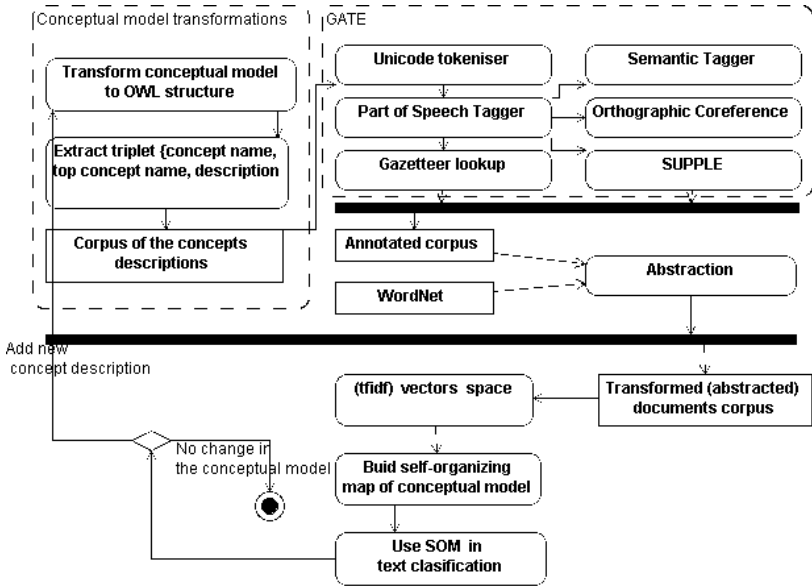 Conceptual model transformations
GATE
Transform conceptual model
to OWL structure
Extract triplet {concept name,
top concept name, description
Corpus of the concepts
descriptions
Unicode tokeniser
Semantic Tagger
Part of Speech Tagger
Orthographic Coreference
Gazetteer lookup
SUPPLE
Annotated corpus
WordNet
Abstraction
Add new
concept description
(tfidf) vectors space
Transformed (abstracted)
documents corpus
No change in
the conceptual model
Buid self-organizing
map of conceptual model
Use SOM in
text clasification